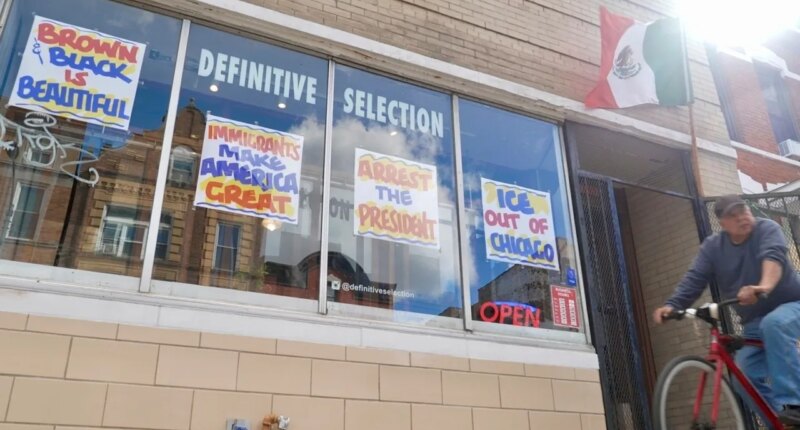 BROWN
& BLACK
IS
BEAUTIFUL
DEFINITIVE SELECTION
IMMIGRANTS
MAKE
AMERICA
GREAT
ARREST
THE
PRESIDENT
ICE
OUT OF
CHICAGO
@definitiveselection
OPEN